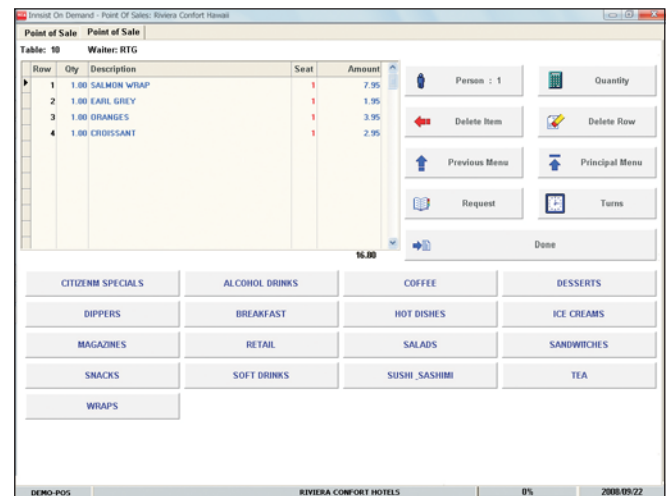 Innsist On Demand - Point Of Sales: Riviera Confort Hawaii
Point of Sale Point of Sale
Table: 10 Waiter: RTG
Row Qty Description Seat Amount
1 1.00 SALMON WRAP 1 7.95
2 1.00 EARL GREY 1 1.95
3 1.00 ORANGES 1 3.95
4 1.00 CROISSANT 1 2.95
16.80
Person : 1 Quantity
Delete Item Delete Row
Previous Menu Principal Menu
Request Turns
Done
CITIZENM SPECIALS ALCOHOL DRINKS COFFEE DESSERTS
DIPPERS BREAKFAST HOT DISHES ICE CREAMS
MAGAZINES RETAIL SALADS SANDWITCHES
SNACKS SOFT DRINKS SUSHI_SASHIMI TEA
WRAPS
DEMO-POS RIVIERA CONFORT HOTELS 0% 2008/09/22